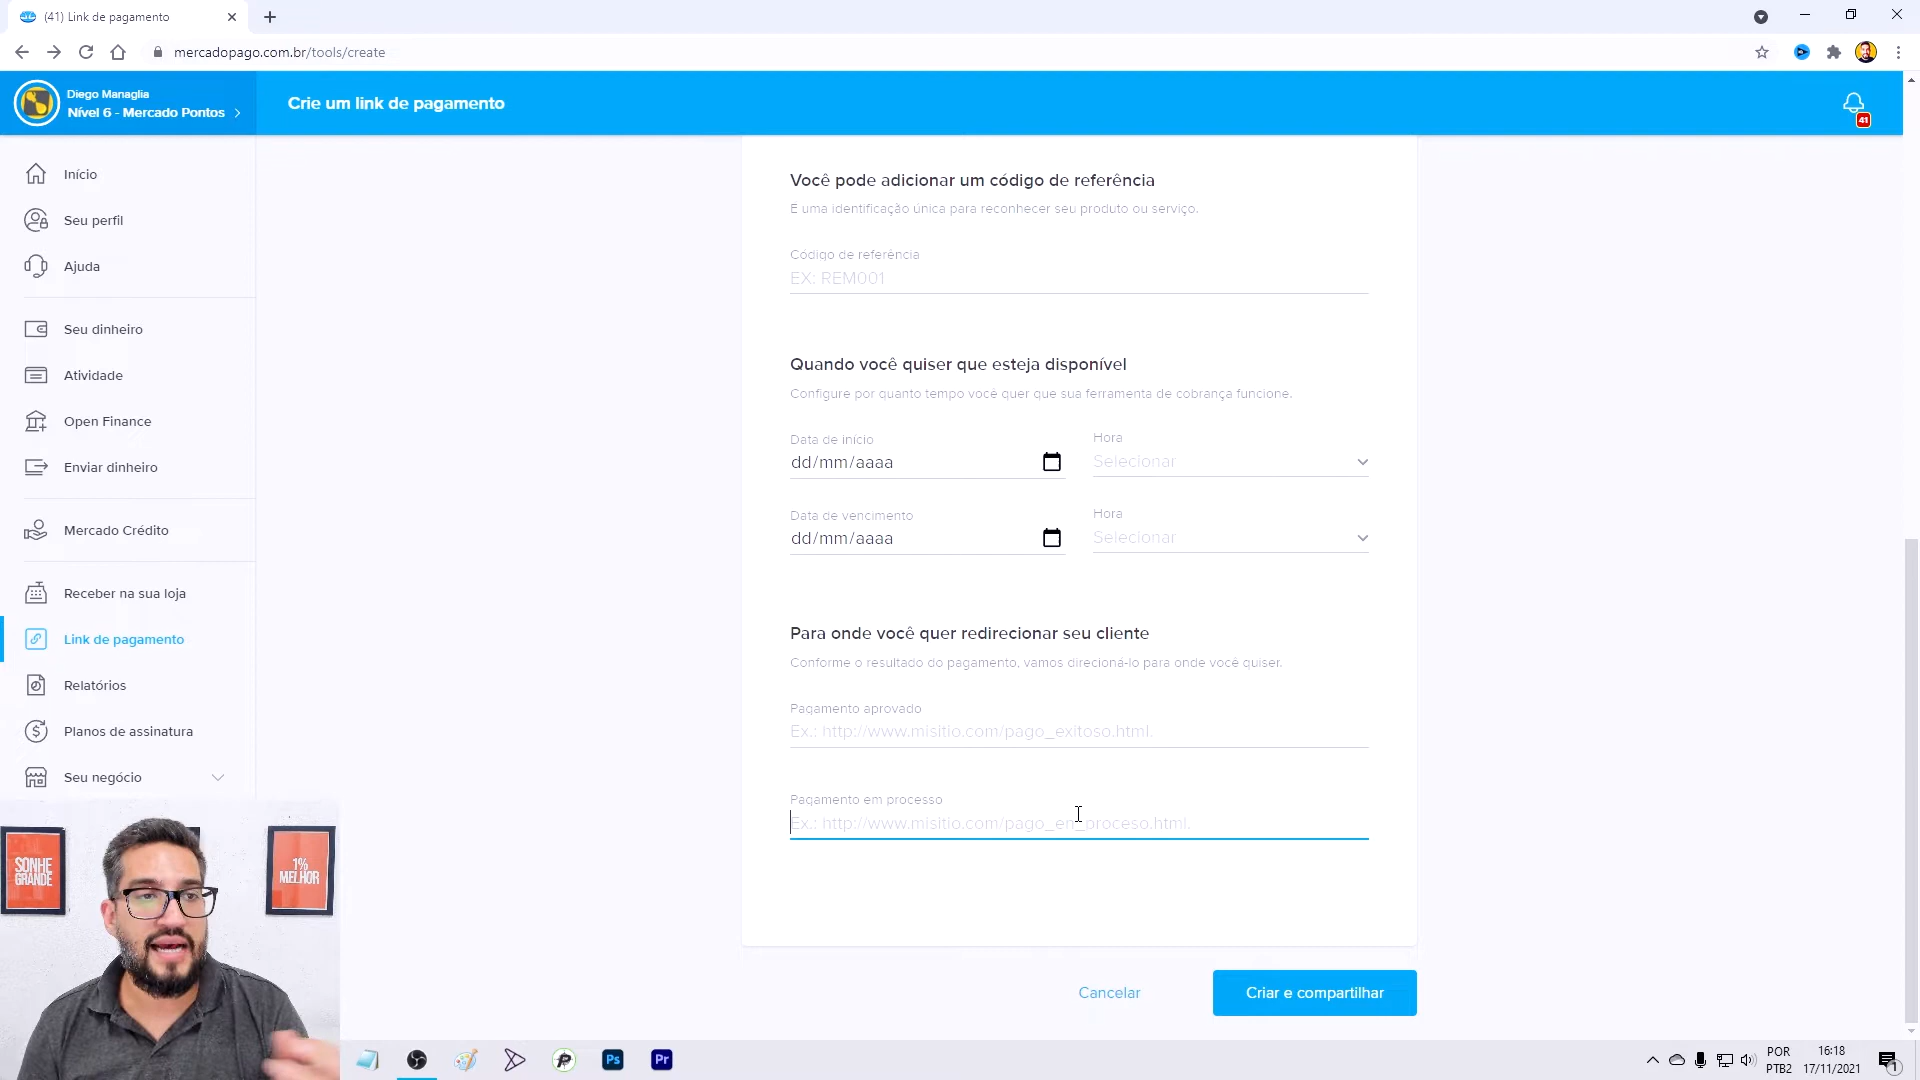 (41) Link de pagamento
mercadopago.com.br/tools/create
Diego Managlia
Nível 6 - Mercado Pontos
Crie um link de pagamento
41
Início
Seu perfil
Ajuda
Seu dinheiro
Atividade
Open Finance
Enviar dinheiro
Mercado Crédito
Receber na sua loja
Link de pagamento
Relatórios
Planos de assinatura
Seu negócio
Você pode adicionar um código de referência
É uma identificação única para reconhecer seu produto ou serviço.
Código de referência
EX: REM001
Quando você quiser que esteja disponível
Configure por quanto tempo você quer que sua ferramenta de cobrança funcione.
Data de início
Hora
dd/mm/aaaa
Selecionar
Data de vencimento
Hora
dd/mm/aaaa
Selecionar
Para onde você quer redirecionar seu cliente
Conforme o resultado do pagamento, vamos direcioná-lo para onde você quiser.
Pagamento aprovado
Ex.: http://www.misitio.com/pago_exitoso.html.
Pagamento em processo
Ex.: http://www.misitio.com/pago_en_proceso.html.
Cancelar
Criar e compartilhar
SONHE
GRANDE
1%
MELHOR
Ps
Pr
POR
PTB2
16:18
17/11/2021
1